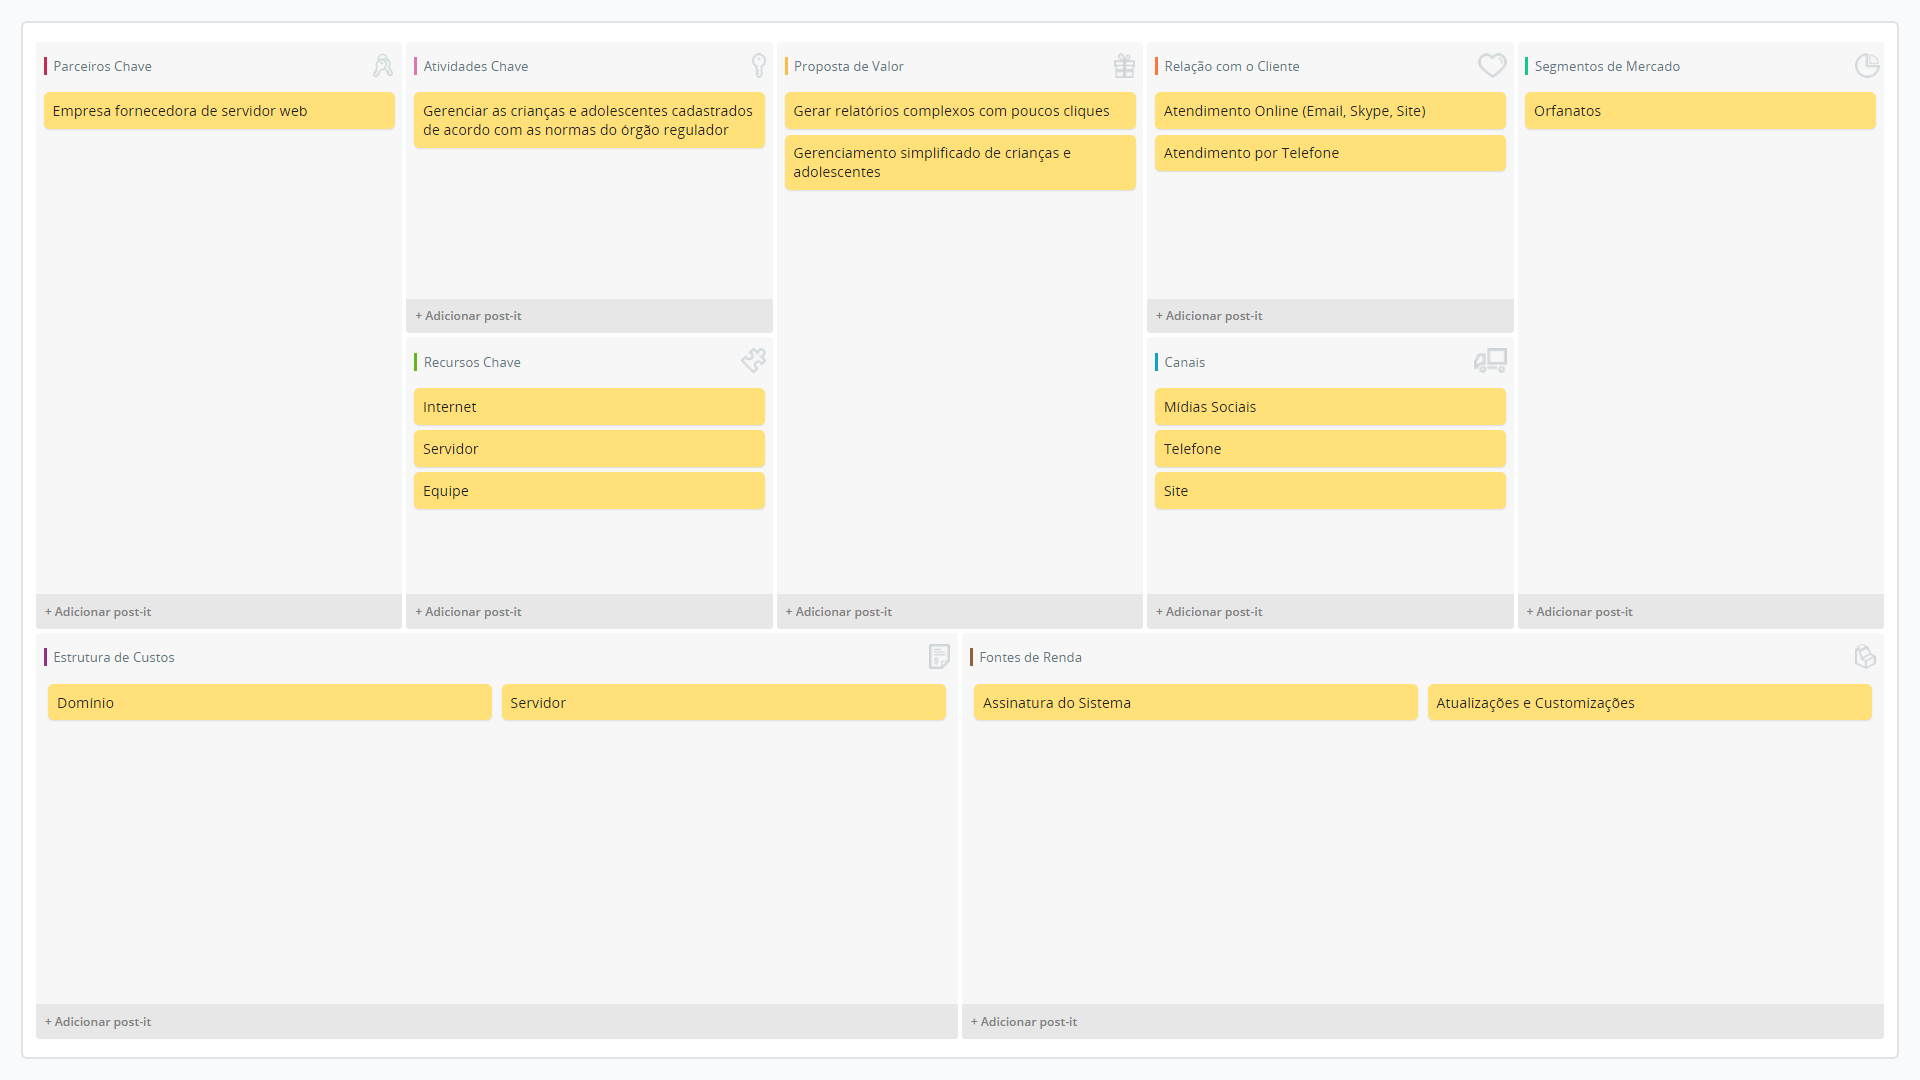 Parceiros Chave
Empresa fornecedora de servidor web
+ Adicionar post-it
Atividades Chave
Gerenciar as crianças e adolescentes cadastrados
de acordo com as normas do órgão regulador
+ Adicionar post-it
Recursos Chave
Internet
Servidor
Equipe
+ Adicionar post-it
Proposta de Valor
Gerar relatórios complexos com poucos cliques
Gerenciamento simplificado de crianças e
adolescentes
+ Adicionar post-it
Relação com o Cliente
Atendimento Online (Email, Skype, Site)
Atendimento por Telefone
+ Adicionar post-it
Canais
Mídias Sociais
Telefone
Site
+ Adicionar post-it
Segmentos de Mercado
Orfanatos
+ Adicionar post-it
Estrutura de Custos
Domínio
Servidor
+ Adicionar post-it
Fontes de Renda
Assinatura do Sistema
Atualizações e Customizações
+ Adicionar post-it